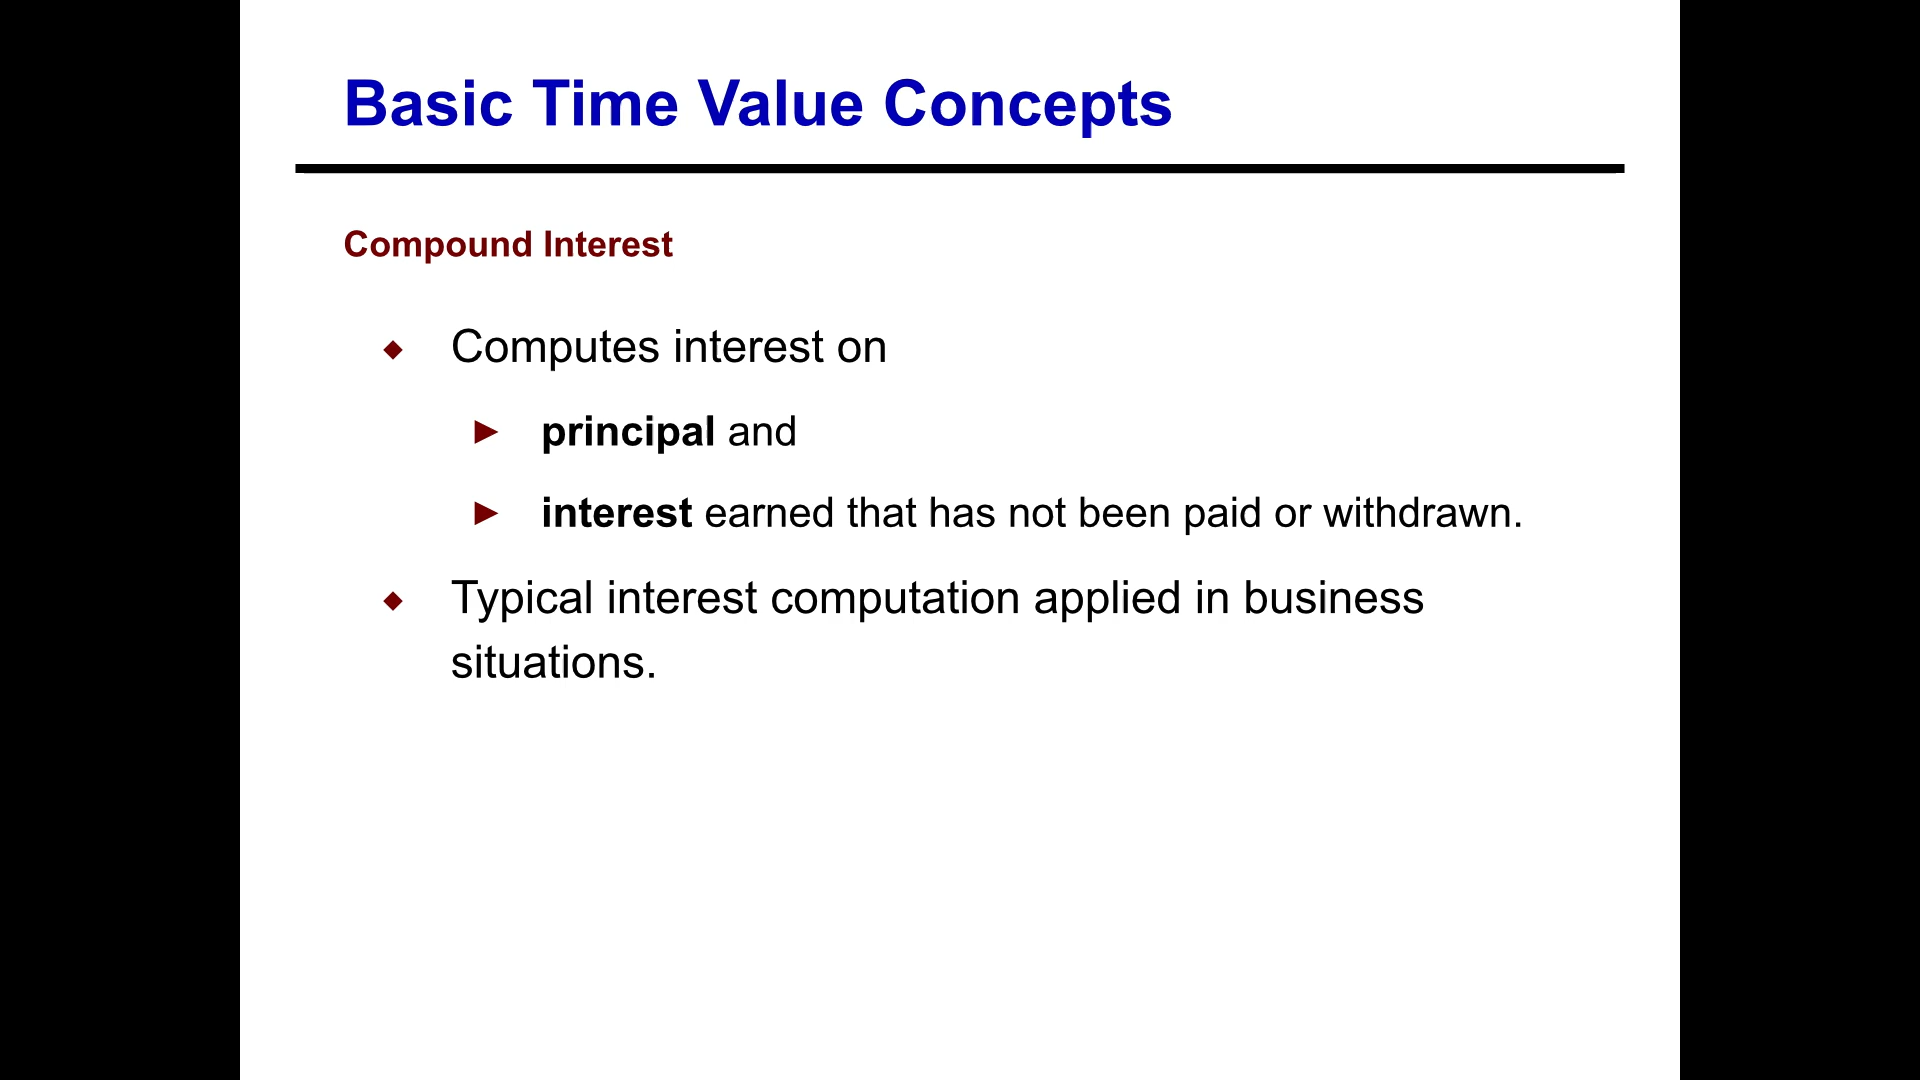 Basic Time Value Concepts
Compound Interest
Computes interest on
principal and
interest earned that has not been paid or withdrawn.
Typical interest computation applied in business
situations.